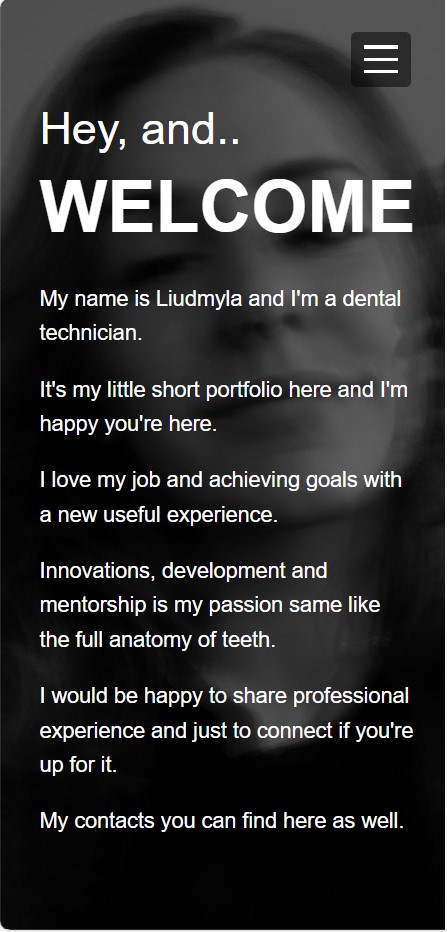 Hey, and..
WELCOME
My name is Liudmyla and I'm a dental
technician.
It's my little short portfolio here and I'm
happy you're here.
I love my job and achieving goals with
a new useful experience.
Innovations, development and
mentorship is my passion same like
the full anatomy of teeth.
I would be happy to share professional
experience and just to connect if you're
up for it.
My contacts you can find here as well.